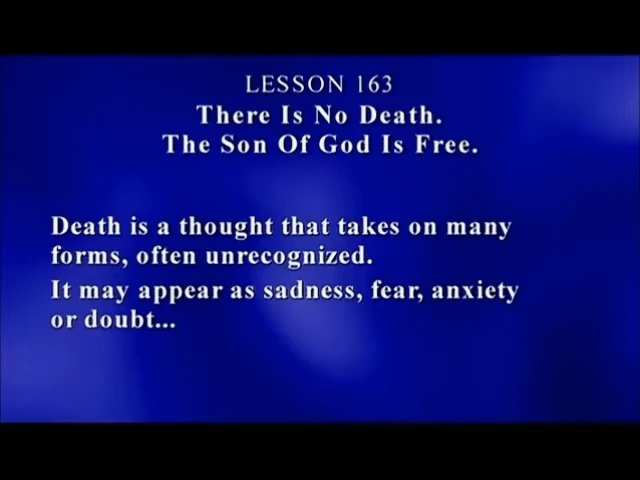 LESSON 163
There Is No Death.
The Son Of God Is Free.
Death is a thought that takes on many
forms, often unrecognized.
It may appear as sadness, fear, anxiety
or doubt...